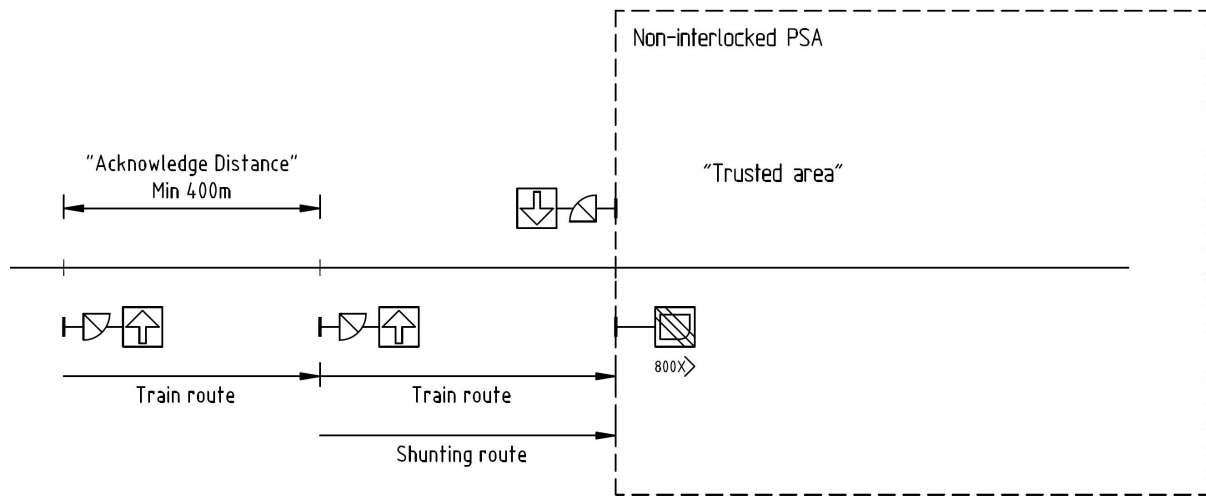 Non-interlocked PSA
"Acknowledge Distance"
Min 400m
"Trusted area"
800X
Train route
Train route
Shunting route